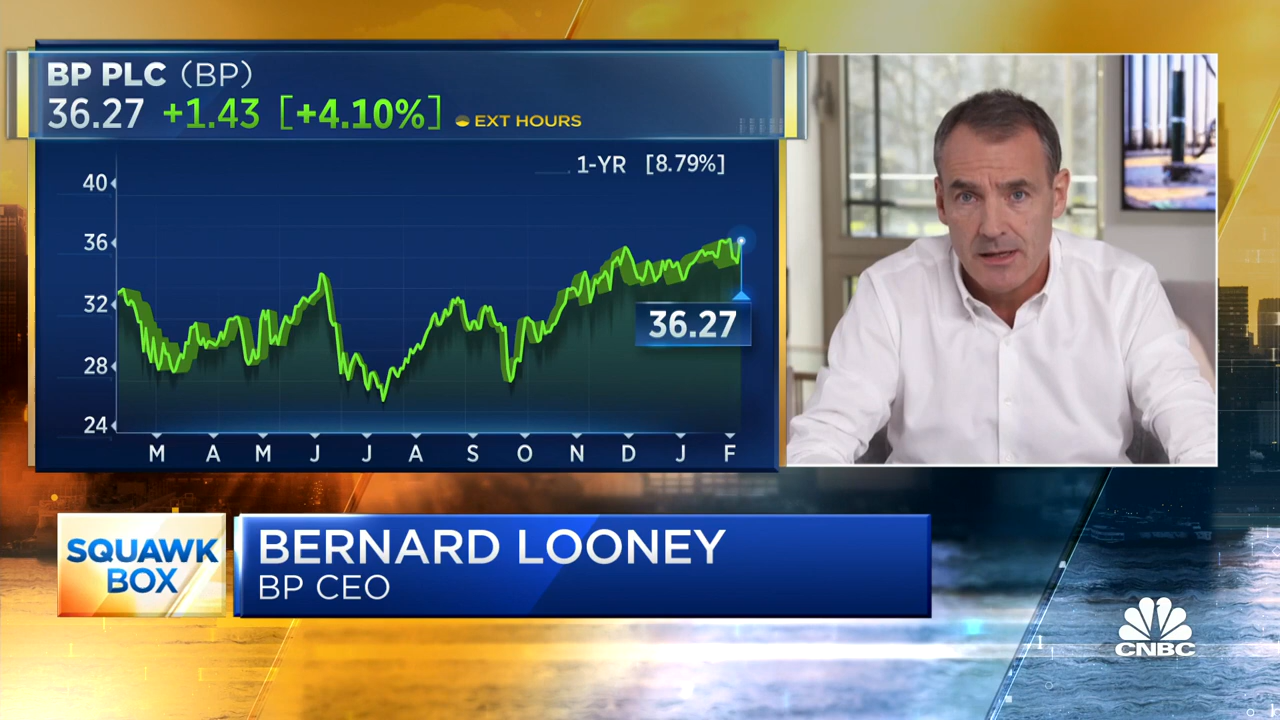 BP PLC (BP)
36.27 +1.43 [+4.10%] EXT HOURS
1-YR [8.79%]
40
36
32
28
24
36.27
M A M J J A S O N D J F
SQUAWK
BOX
BERNARD LOONEY
BP CEO
CNBC